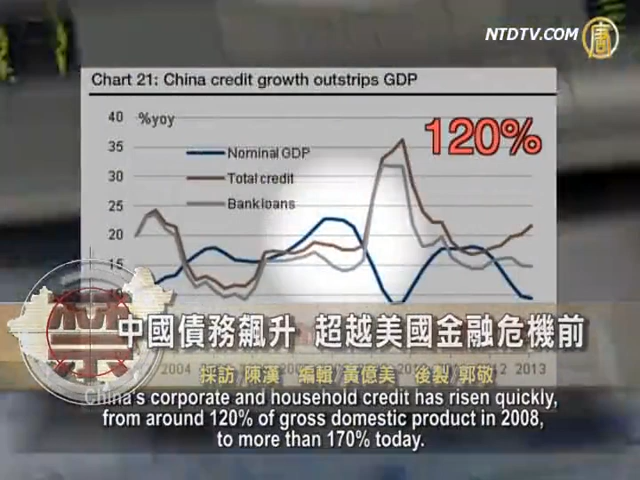 NTDTV.COM
Chart 21: China credit growth outstrips GDP
40 %yoy
120%
35
Nominal GDP
30
Total credit
25
Bank loans
20
15
中國債務飆升 超越美國金融危機前
2004 2012 2013
採訪/陳漢 編輯/黃億美 後製/郭敬
China's corporate and household credit has risen quickly,
from around 120% of gross domestic product in 2008,
to more than 170% today.